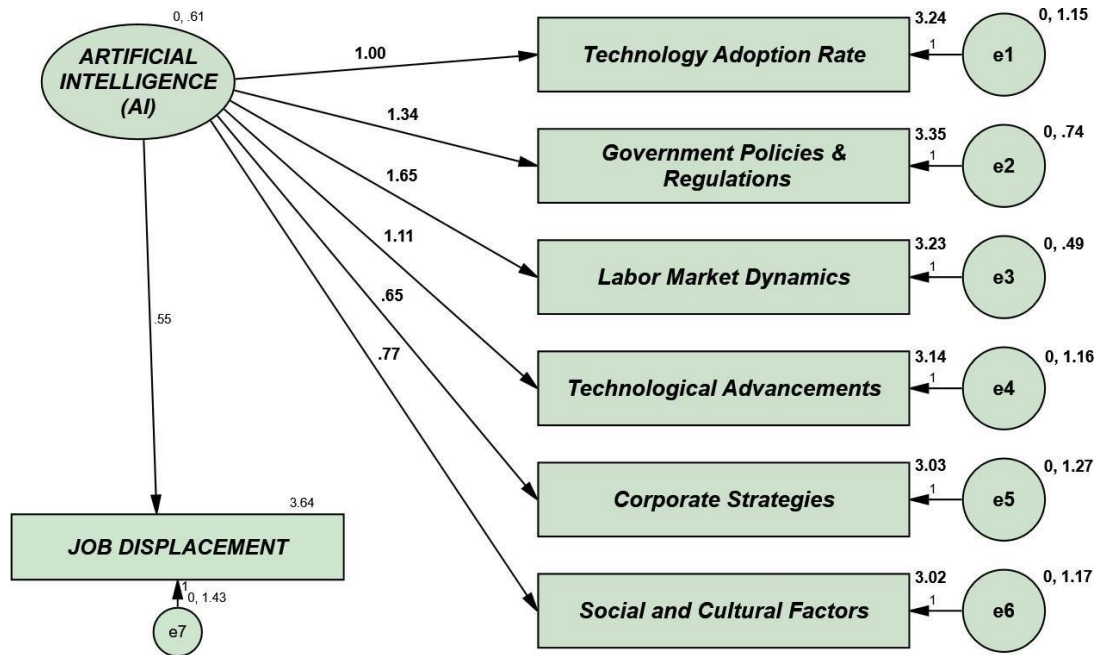 0, .61
ARTIFICIAL
INTELLIGENCE
(AI)
1.00
1.34
1.65
1.11
.65
.77
.55
3.24
Technology Adoption Rate
1
e1
0, 1.15
3.35
Government Policies &
Regulations
1
e2
0, .74
3.23
Labor Market Dynamics
1
e3
0, .49
3.14
Technological Advancements
1
e4
0, 1.16
3.03
Corporate Strategies
1
e5
0, 1.27
3.02
Social and Cultural Factors
1
e6
0, 1.17
3.64
JOB DISPLACEMENT
1
0, 1.43
e7